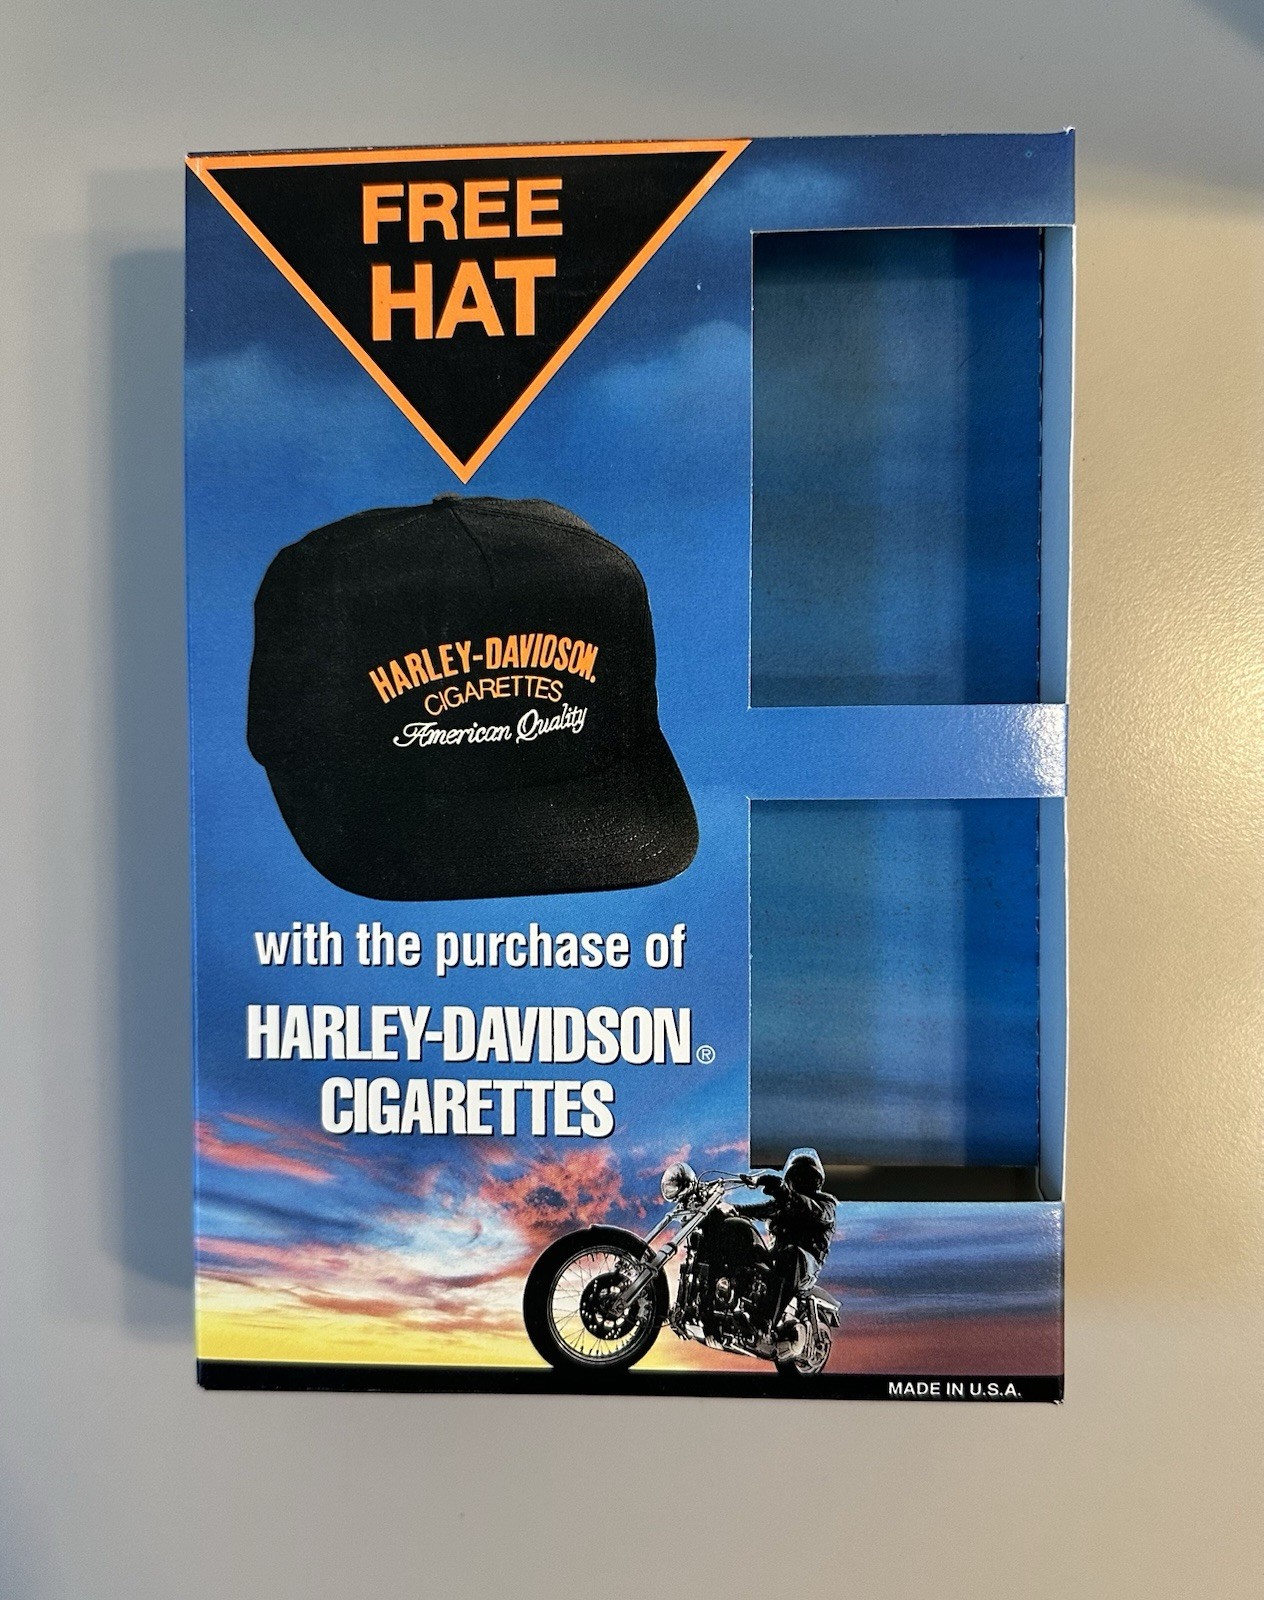 FREE
HAT
HARLEY-DAVIDSON.
CIGARETTES
American Quality
with the purchase of
HARLEY-DAVIDSON®
CIGARETTES
MADE IN U.S.A.